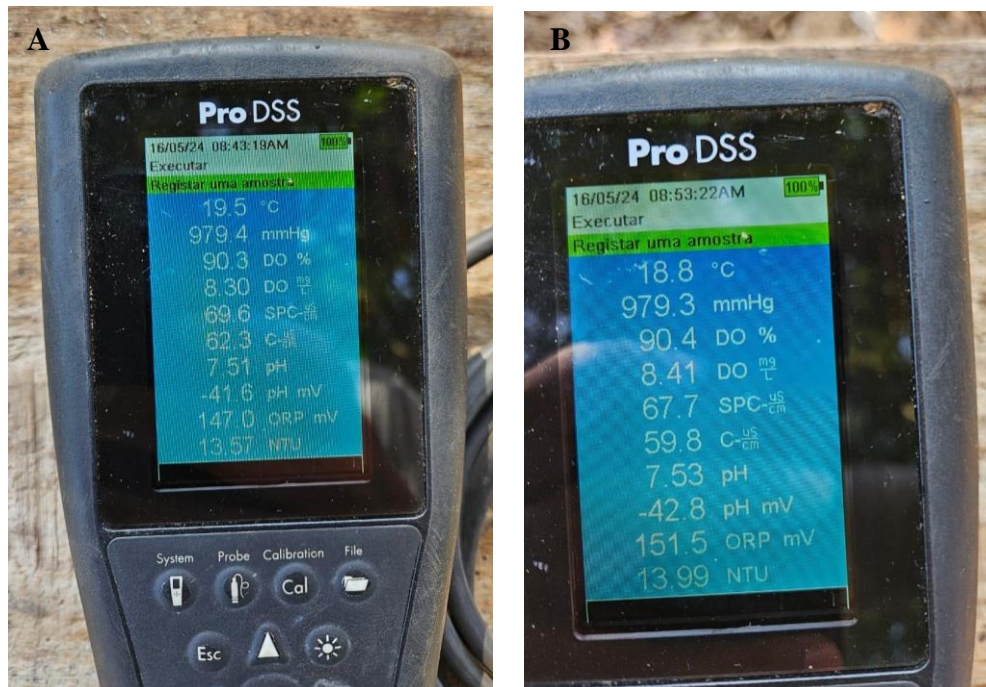 A
Pro DSS
16/05/24 08:43:19AM 100%
Executar
Registar uma amostra
19.5 °C
979.4 mmHg
90.3 DO %
8.30 DO mg/L
69.6 SPC-uS/cm
62.3 C-uS/cm
7.51 pH
-41.6 pH mV
147.0 ORP mV
13.57 NTU
System Probe Calibration File
Cal
Esc
B
Pro DSS
16/05/24 08:53:22AM 100%
Executar
Registar uma amostra
18.8 °C
979.3 mmHg
90.4 DO %
8.41 DO mg/L
67.7 SPC-uS/cm
59.8 C-uS/cm
7.53 pH
-42.8 pH mV
151.5 ORP mV
13.99 NTU